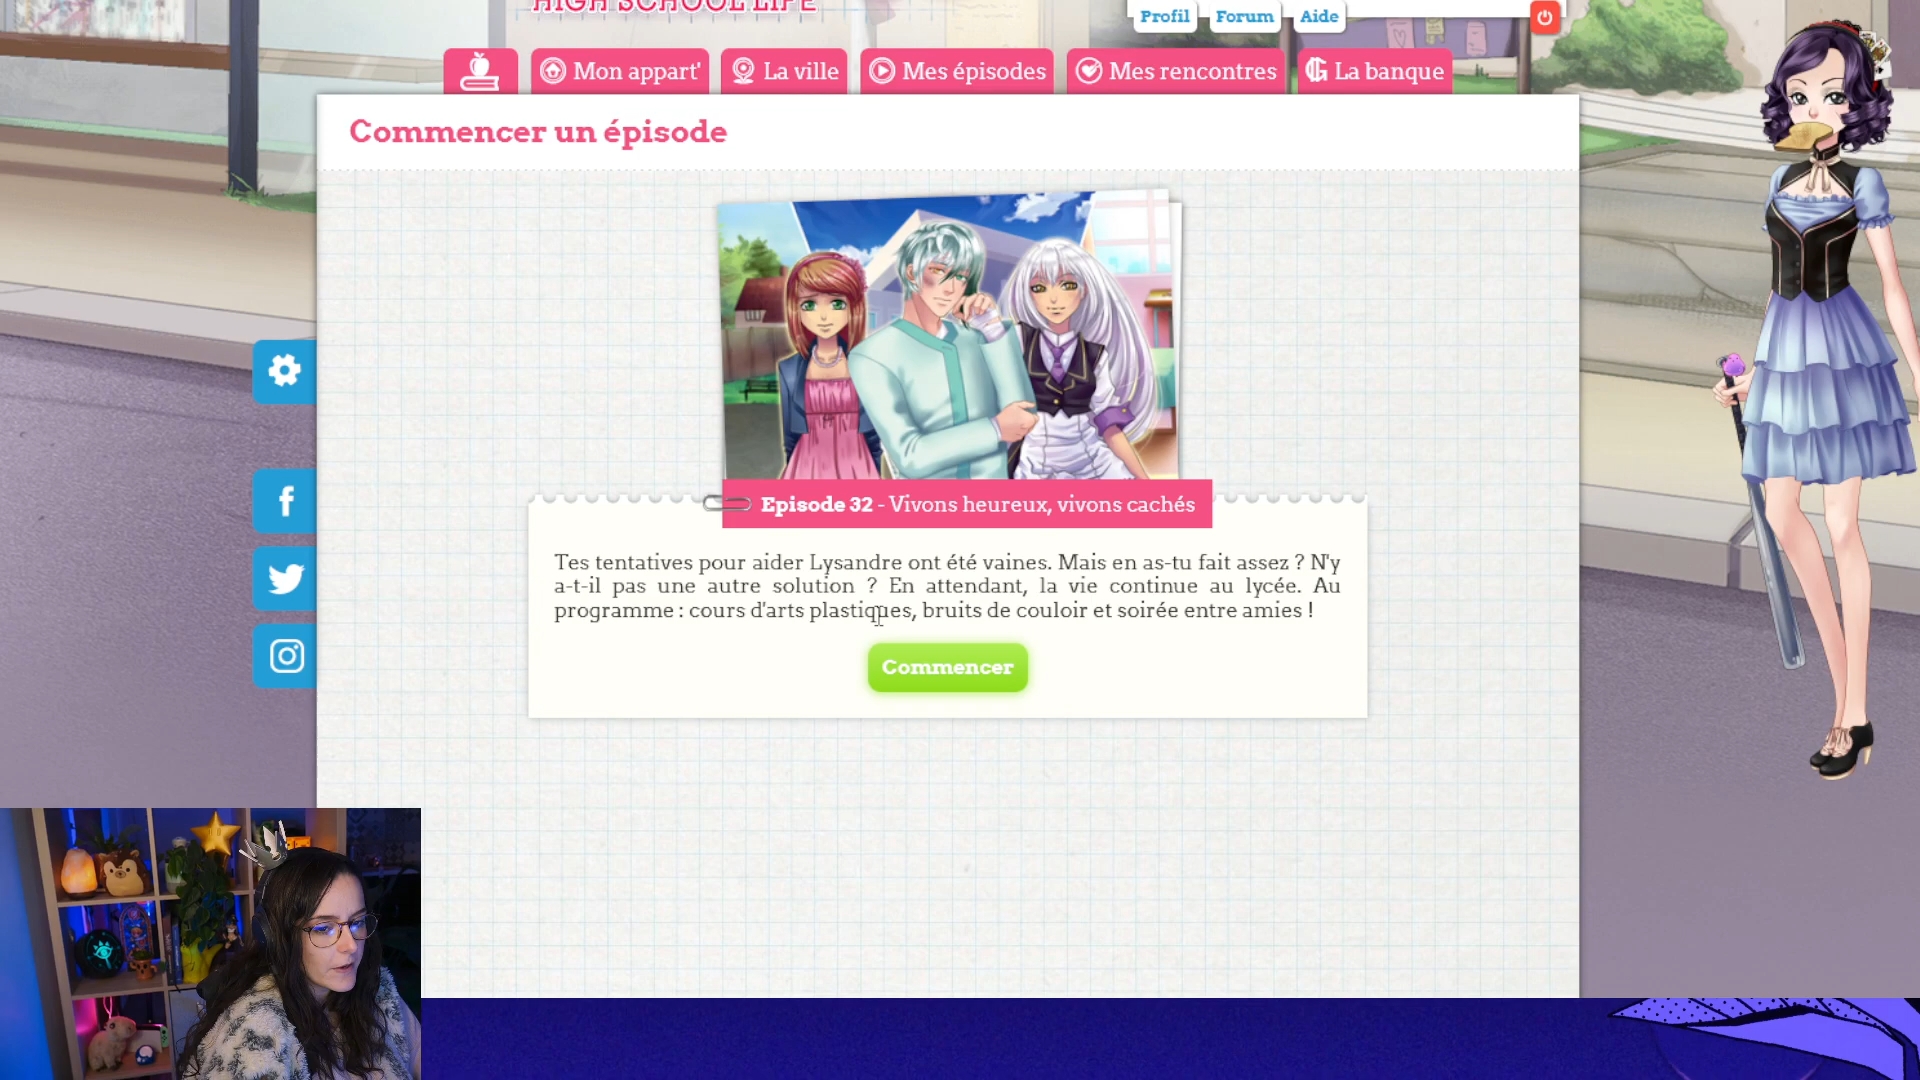 HIGH SCHOOL LIFE
Profil
Forum
Aide
Mon appart'
La ville
Mes épisodes
Mes rencontres
La banque
Commencer un épisode
Episode 32 - Vivons heureux, vivons cachés
Tes tentatives pour aider Lysandre ont été vaines. Mais en as-tu fait assez ? N'y
a-t-il pas une autre solution ? En attendant, la vie continue au lycée. Au
programme : cours d'arts plastiques, bruits de couloir et soirée entre amies !
Commencer